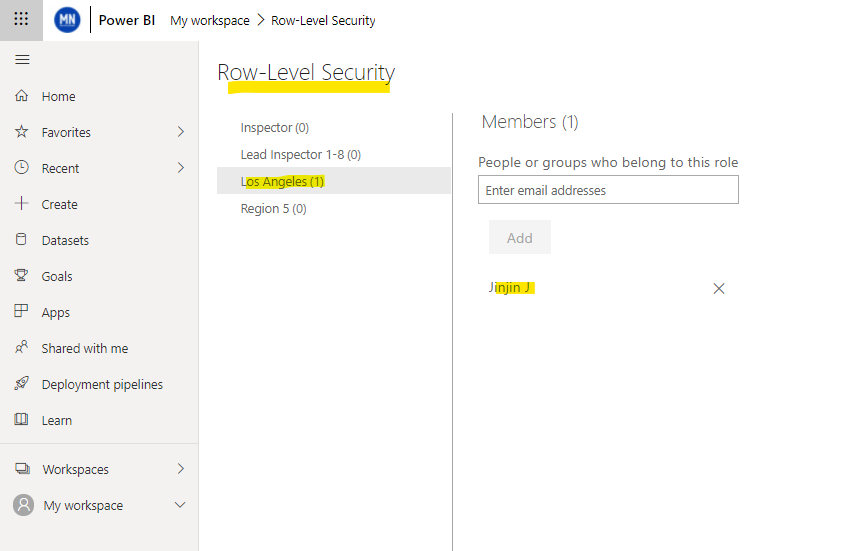 MN Power BI My workspace Row-Level Security
Home
Favorites
Recent
Create
Datasets
Goals
Apps
Shared with me
Deployment pipelines
Learn
Workspaces
My workspace
Row-Level Security
Inspector (0)
Lead Inspector 1-8 (0)
Los Angeles (1)
Region 5 (0)
Members (1)
People or groups who belong to this role
Enter email addresses
Add
Jinjin J